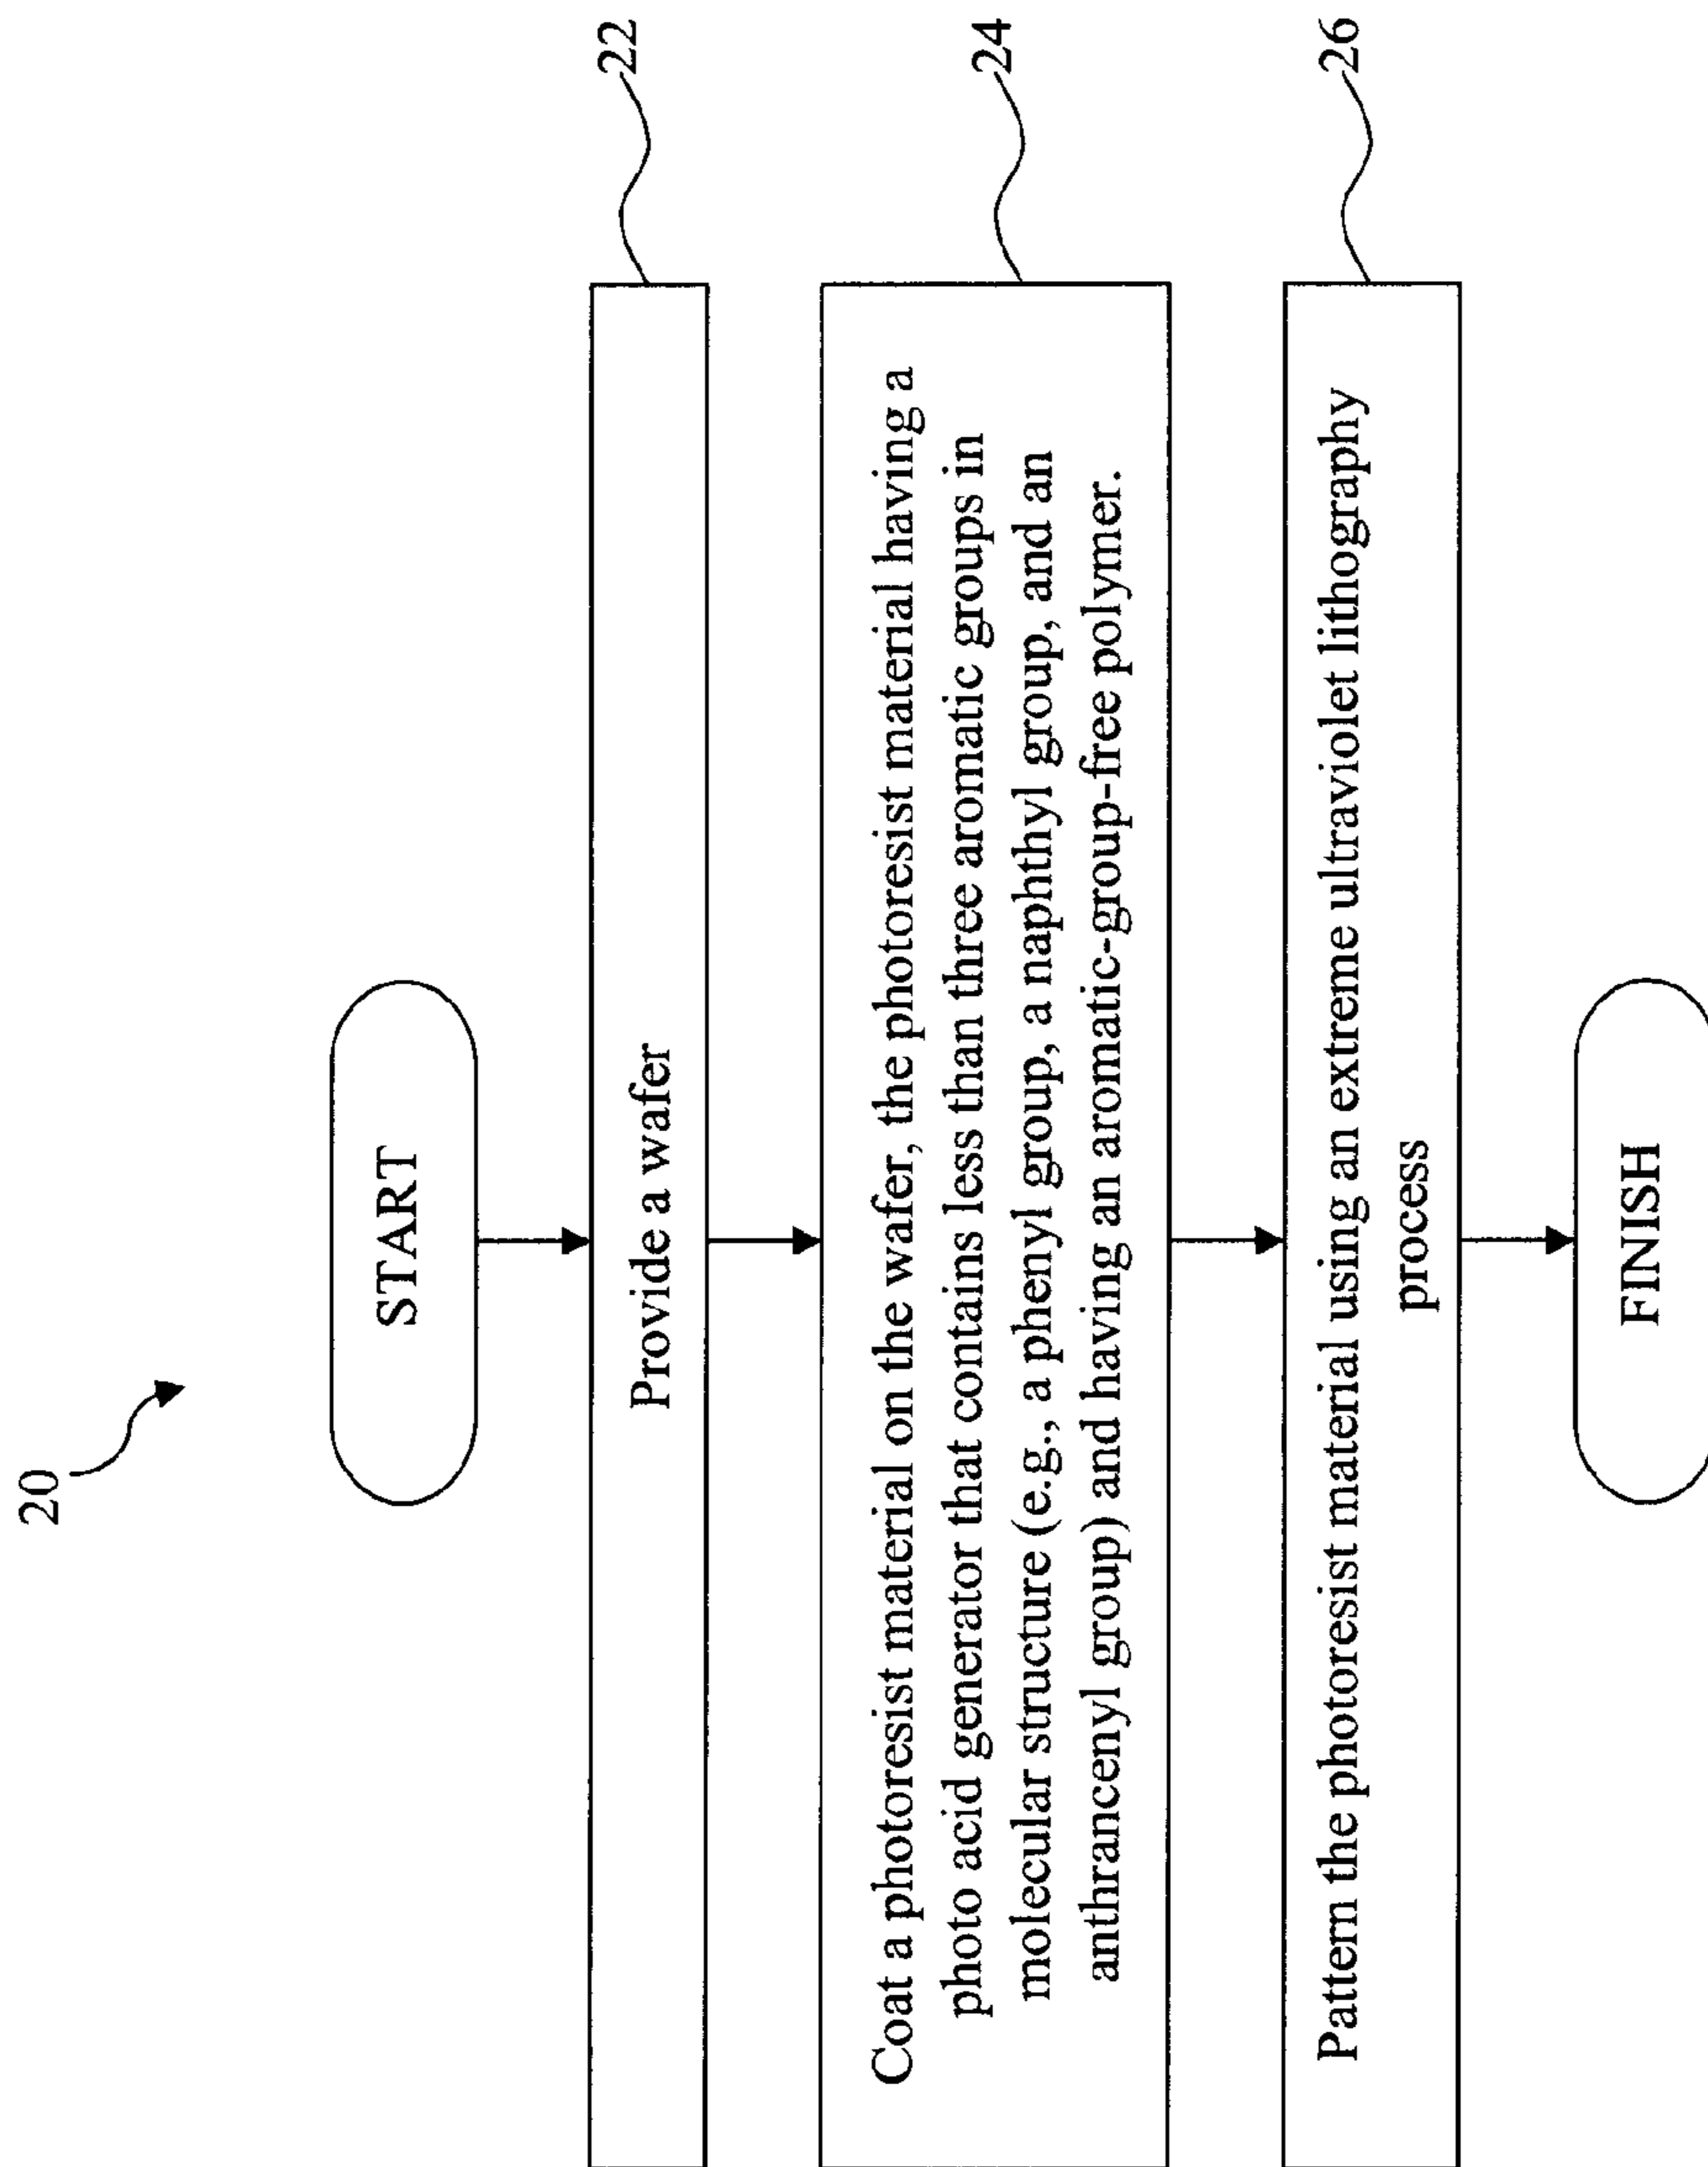 20
START
Provide a wafer
22
Coat a photoresist material on the wafer, the photoresist material having a
photo acid generator that contains less than three aromatic groups in
molecular structure (e.g., a phenyl group, a naphthyl group, and an
anthrancenyl group) and having an aromatic-group-free polymer.
24
Pattern the photoresist material using an extreme ultraviolet lithography
process
26
FINISH